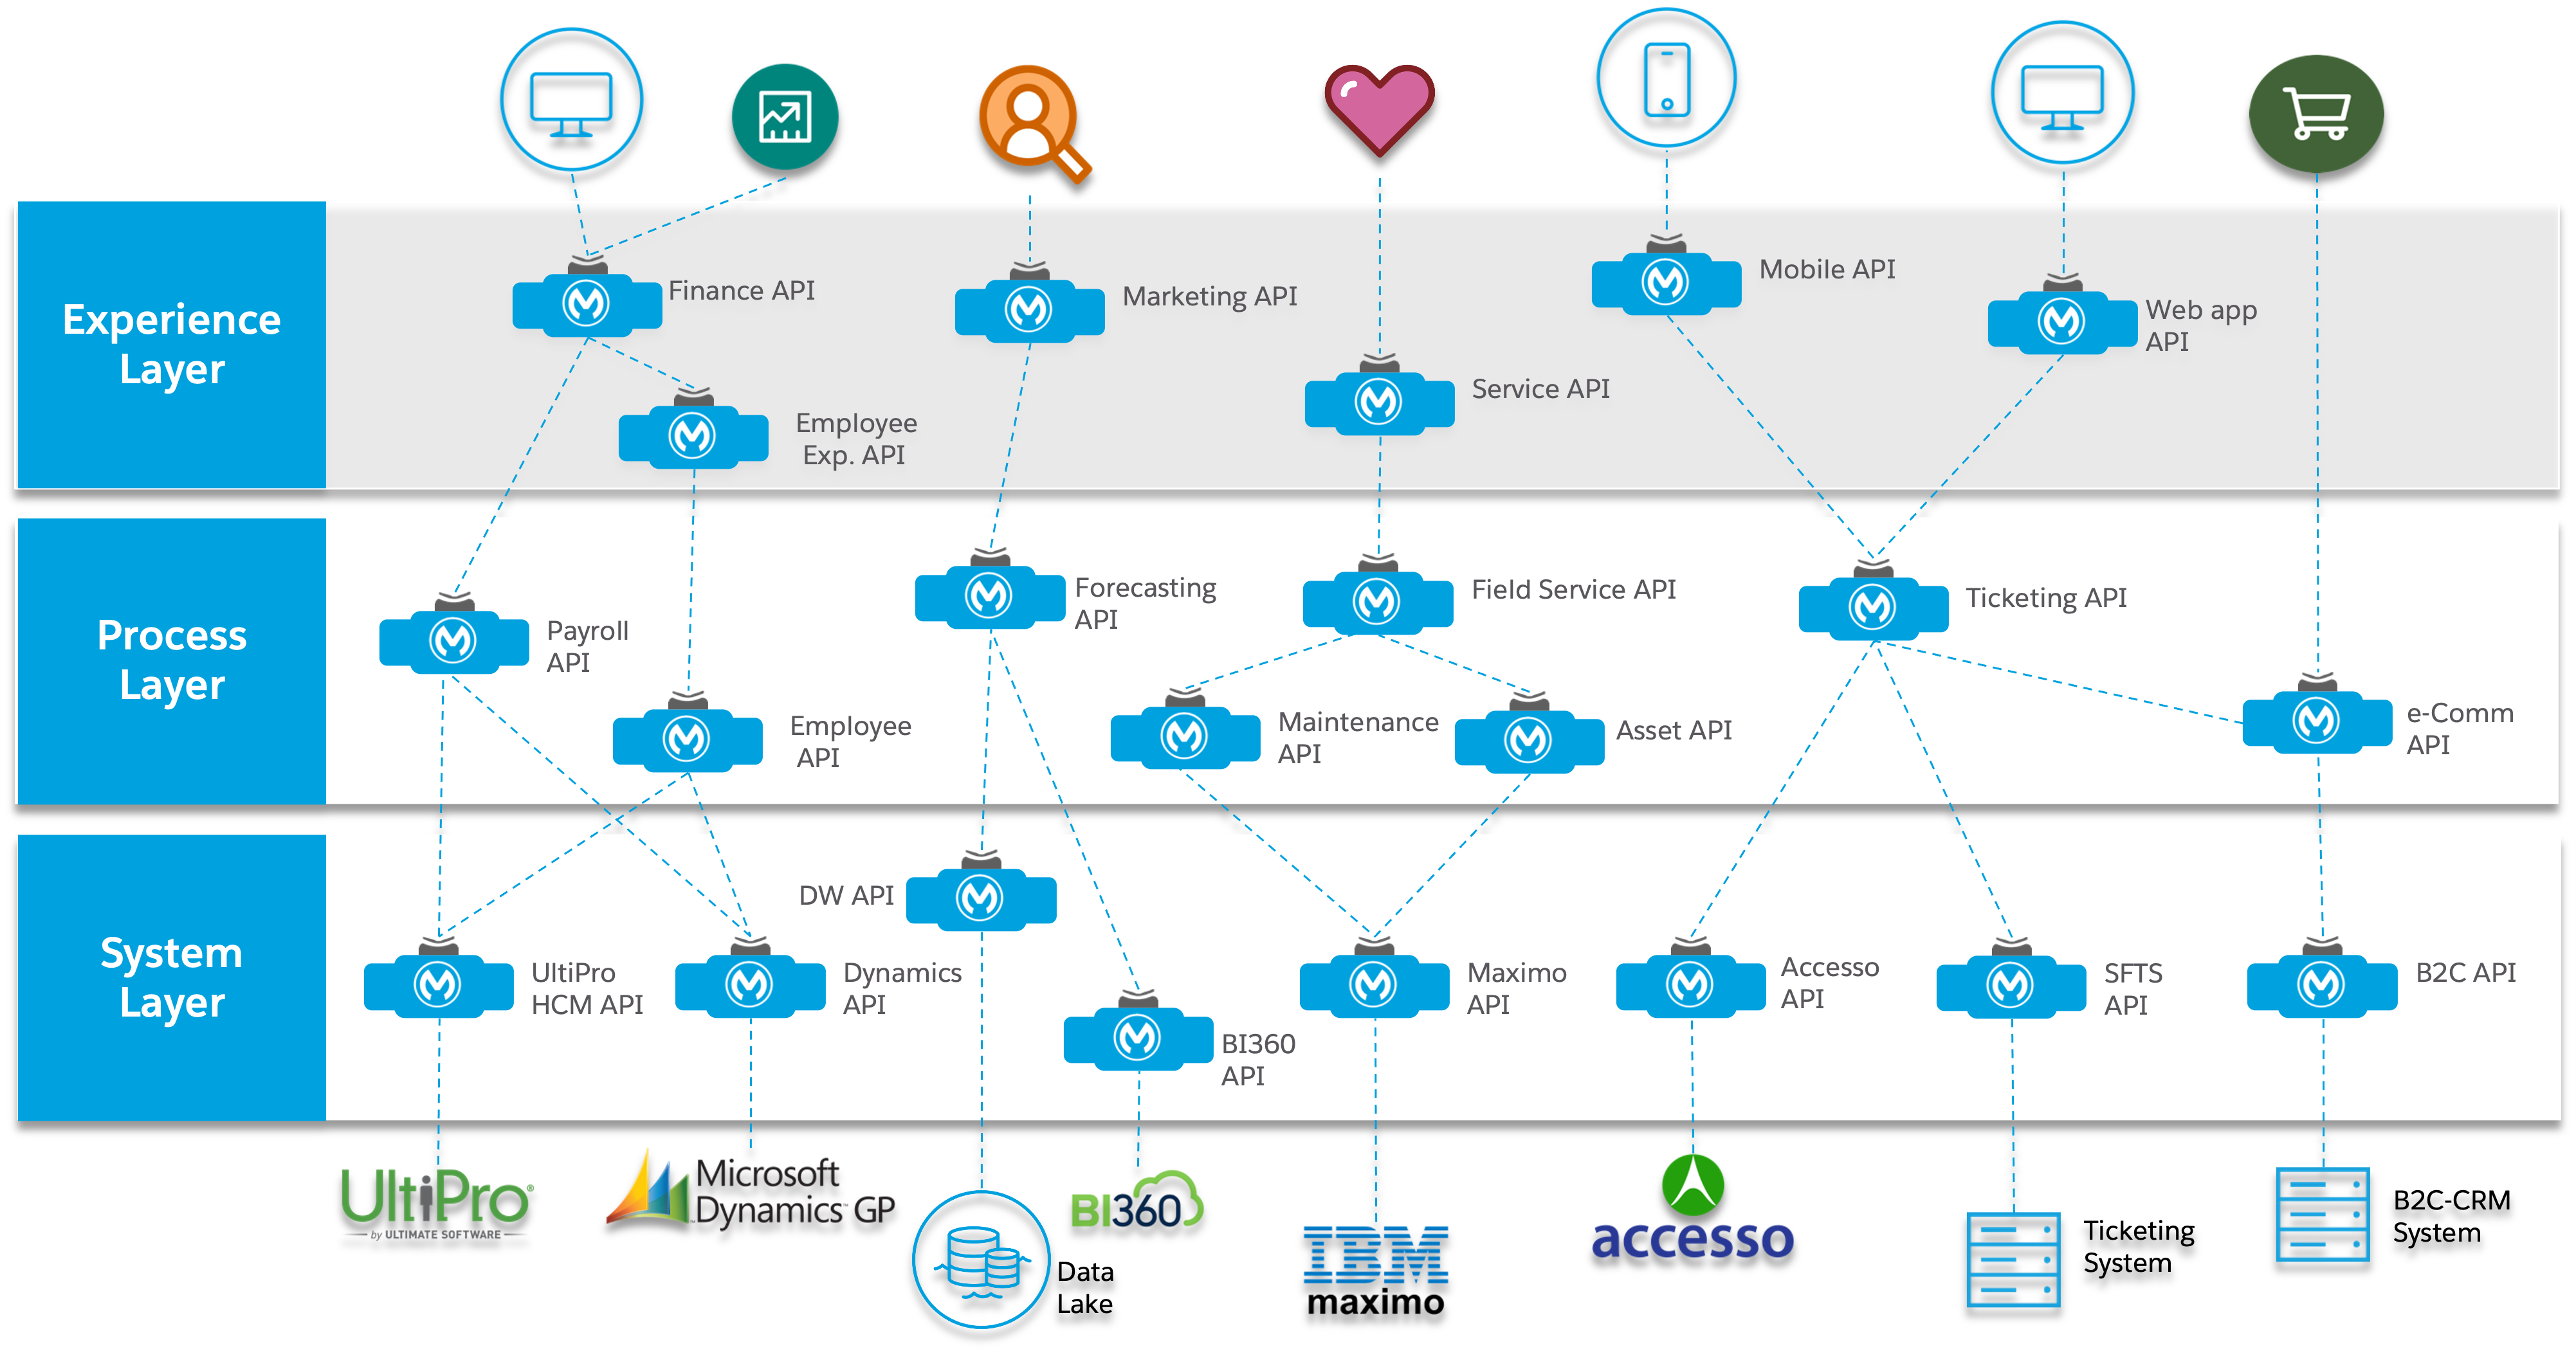 Experience
Layer
Finance API
Marketing API
Mobile API
Web app
API
Service API
Employee
Exp. API
Process
Layer
Payroll
API
Forecasting
API
Field Service API
Ticketing API
Employee
API
Maintenance
API
Asset API
e-Comm
API
System
Layer
DW API
UltiPro
HCM API
Dynamics
API
BI360
API
Maximo
API
Accesso
API
SFTS
API
B2C API
UltiPro®
by ULTIMATE SOFTWARE
Microsoft
Dynamics™ GP
Data
Lake
BI360
IBM
maximo
accesso
Ticketing
System
B2C-CRM
System